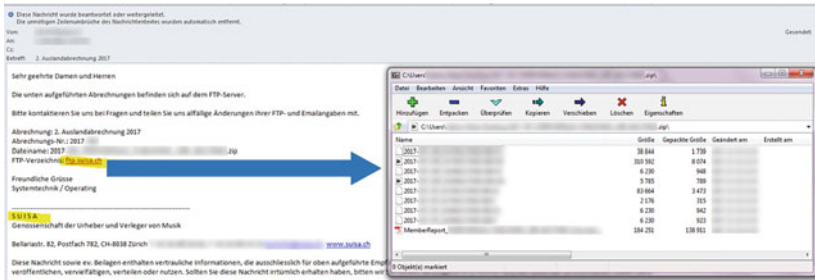 Diese Nachricht wurde beantwortet oder weitergeleitet.
Die unnötigen Zeilenumbrüche des Nachrichtentextes wurden automatisch entfernt.
Von:
Gesendet:
An:
Cc:
Betreff: 2. Auslandabrechnung 2017
Sehr geehrte Damen und Herren
Die unten aufgeführten Abrechnungen befinden sich auf dem FTP-Server.
Bitte kontaktieren Sie uns bei Fragen und teilen Sie uns allfällige Änderungen Ihrer FTP- und Emailangaben mit.
Abrechnung: 2. Auslandabrechnung 2017
Abrechnungs-Nr.: 2017
Dateiname: 2017 .zip
FTP-Verzeichnis: ftp.suisa.ch
Freundliche Grüsse
Systemtechnik / Operating
SUISA
Genossenschaft der Urheber und Verleger von Musik
Bellariastr. 82, Postfach 782, CH-8038 Zürich www.suisa.ch
Diese Nachricht sowie ev. Beilagen enthalten vertrauliche Informationen, die ausschliesslich für oben aufgeführte Empf
veröffentlichen, vervielfältigen, verteilen oder nutzen. Sollten Sie diese Nachricht irrtümlich erhalten haben, bitten wir
C:\Users\ .zip\
Datei Bearbeiten Ansicht Favoriten Extras Hilfe
Hinzufügen Entpacken Überprüfen Kopieren Verschieben Löschen Eigenschaften
C:\Users\ .zip\
Name Größe Gepackte Größe Geändert am Erstellt am
2017- 38 844 1 739
2017- 310 592 8 074
2017- 6 230 948
2017- 5 785 789
2017- 83 664 3 473
2017- 2 176 315
2017- 6 230 942
2017- 6 230 923
MemberReport_ 184 251 138 911
0 Objekt(e) markiert